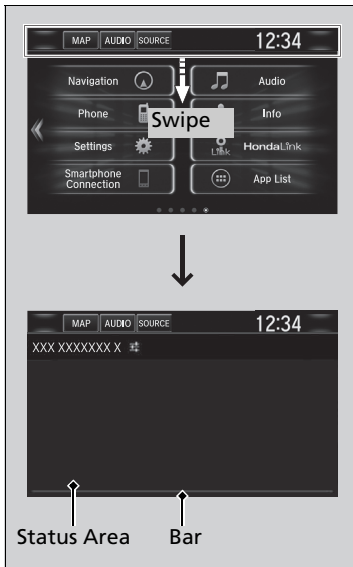 MAP AUDIO SOURCE 12:34
Navigation Audio
Phone Info
Swipe
Settings Link HondaLink
Smartphone App List
Connection
MAP AUDIO SOURCE 12:34
XXX XXXXXXX X
Status Area Bar